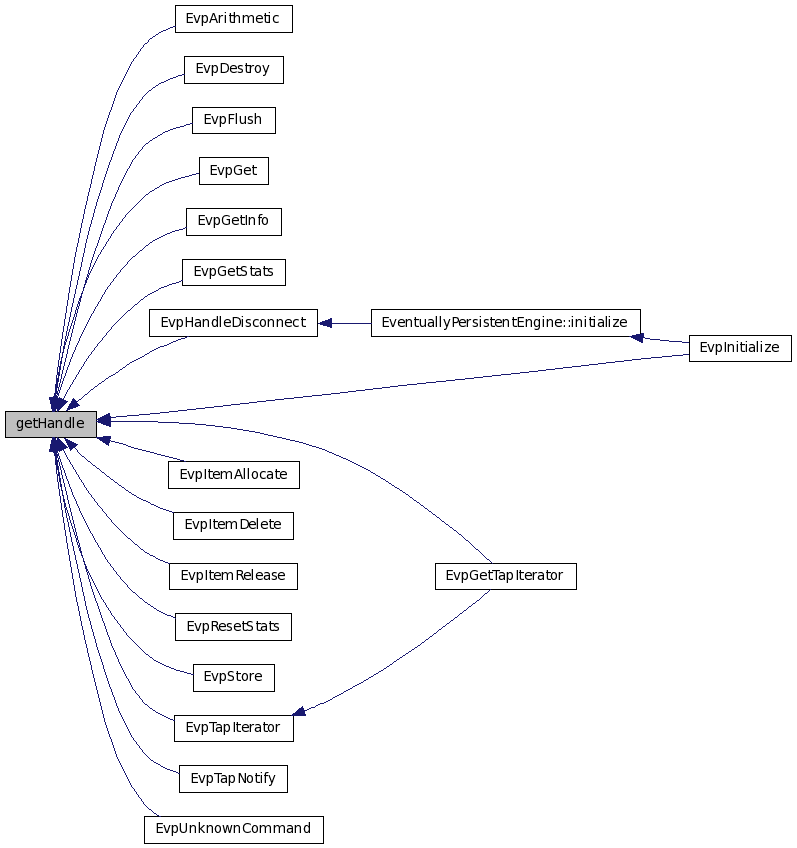 EvpArithmetic
EvpDestroy
EvpFlush
EvpGet
EvpGetInfo
EvpGetStats
EvpHandleDisconnect
EventuallyPersistentEngine::initialize
EvpInitialize
getHandle
EvpItemAllocate
EvpItemDelete
EvpItemRelease
EvpGetTapIterator
EvpResetStats
EvpStore
EvpTapIterator
EvpTapNotify
EvpUnknownCommand